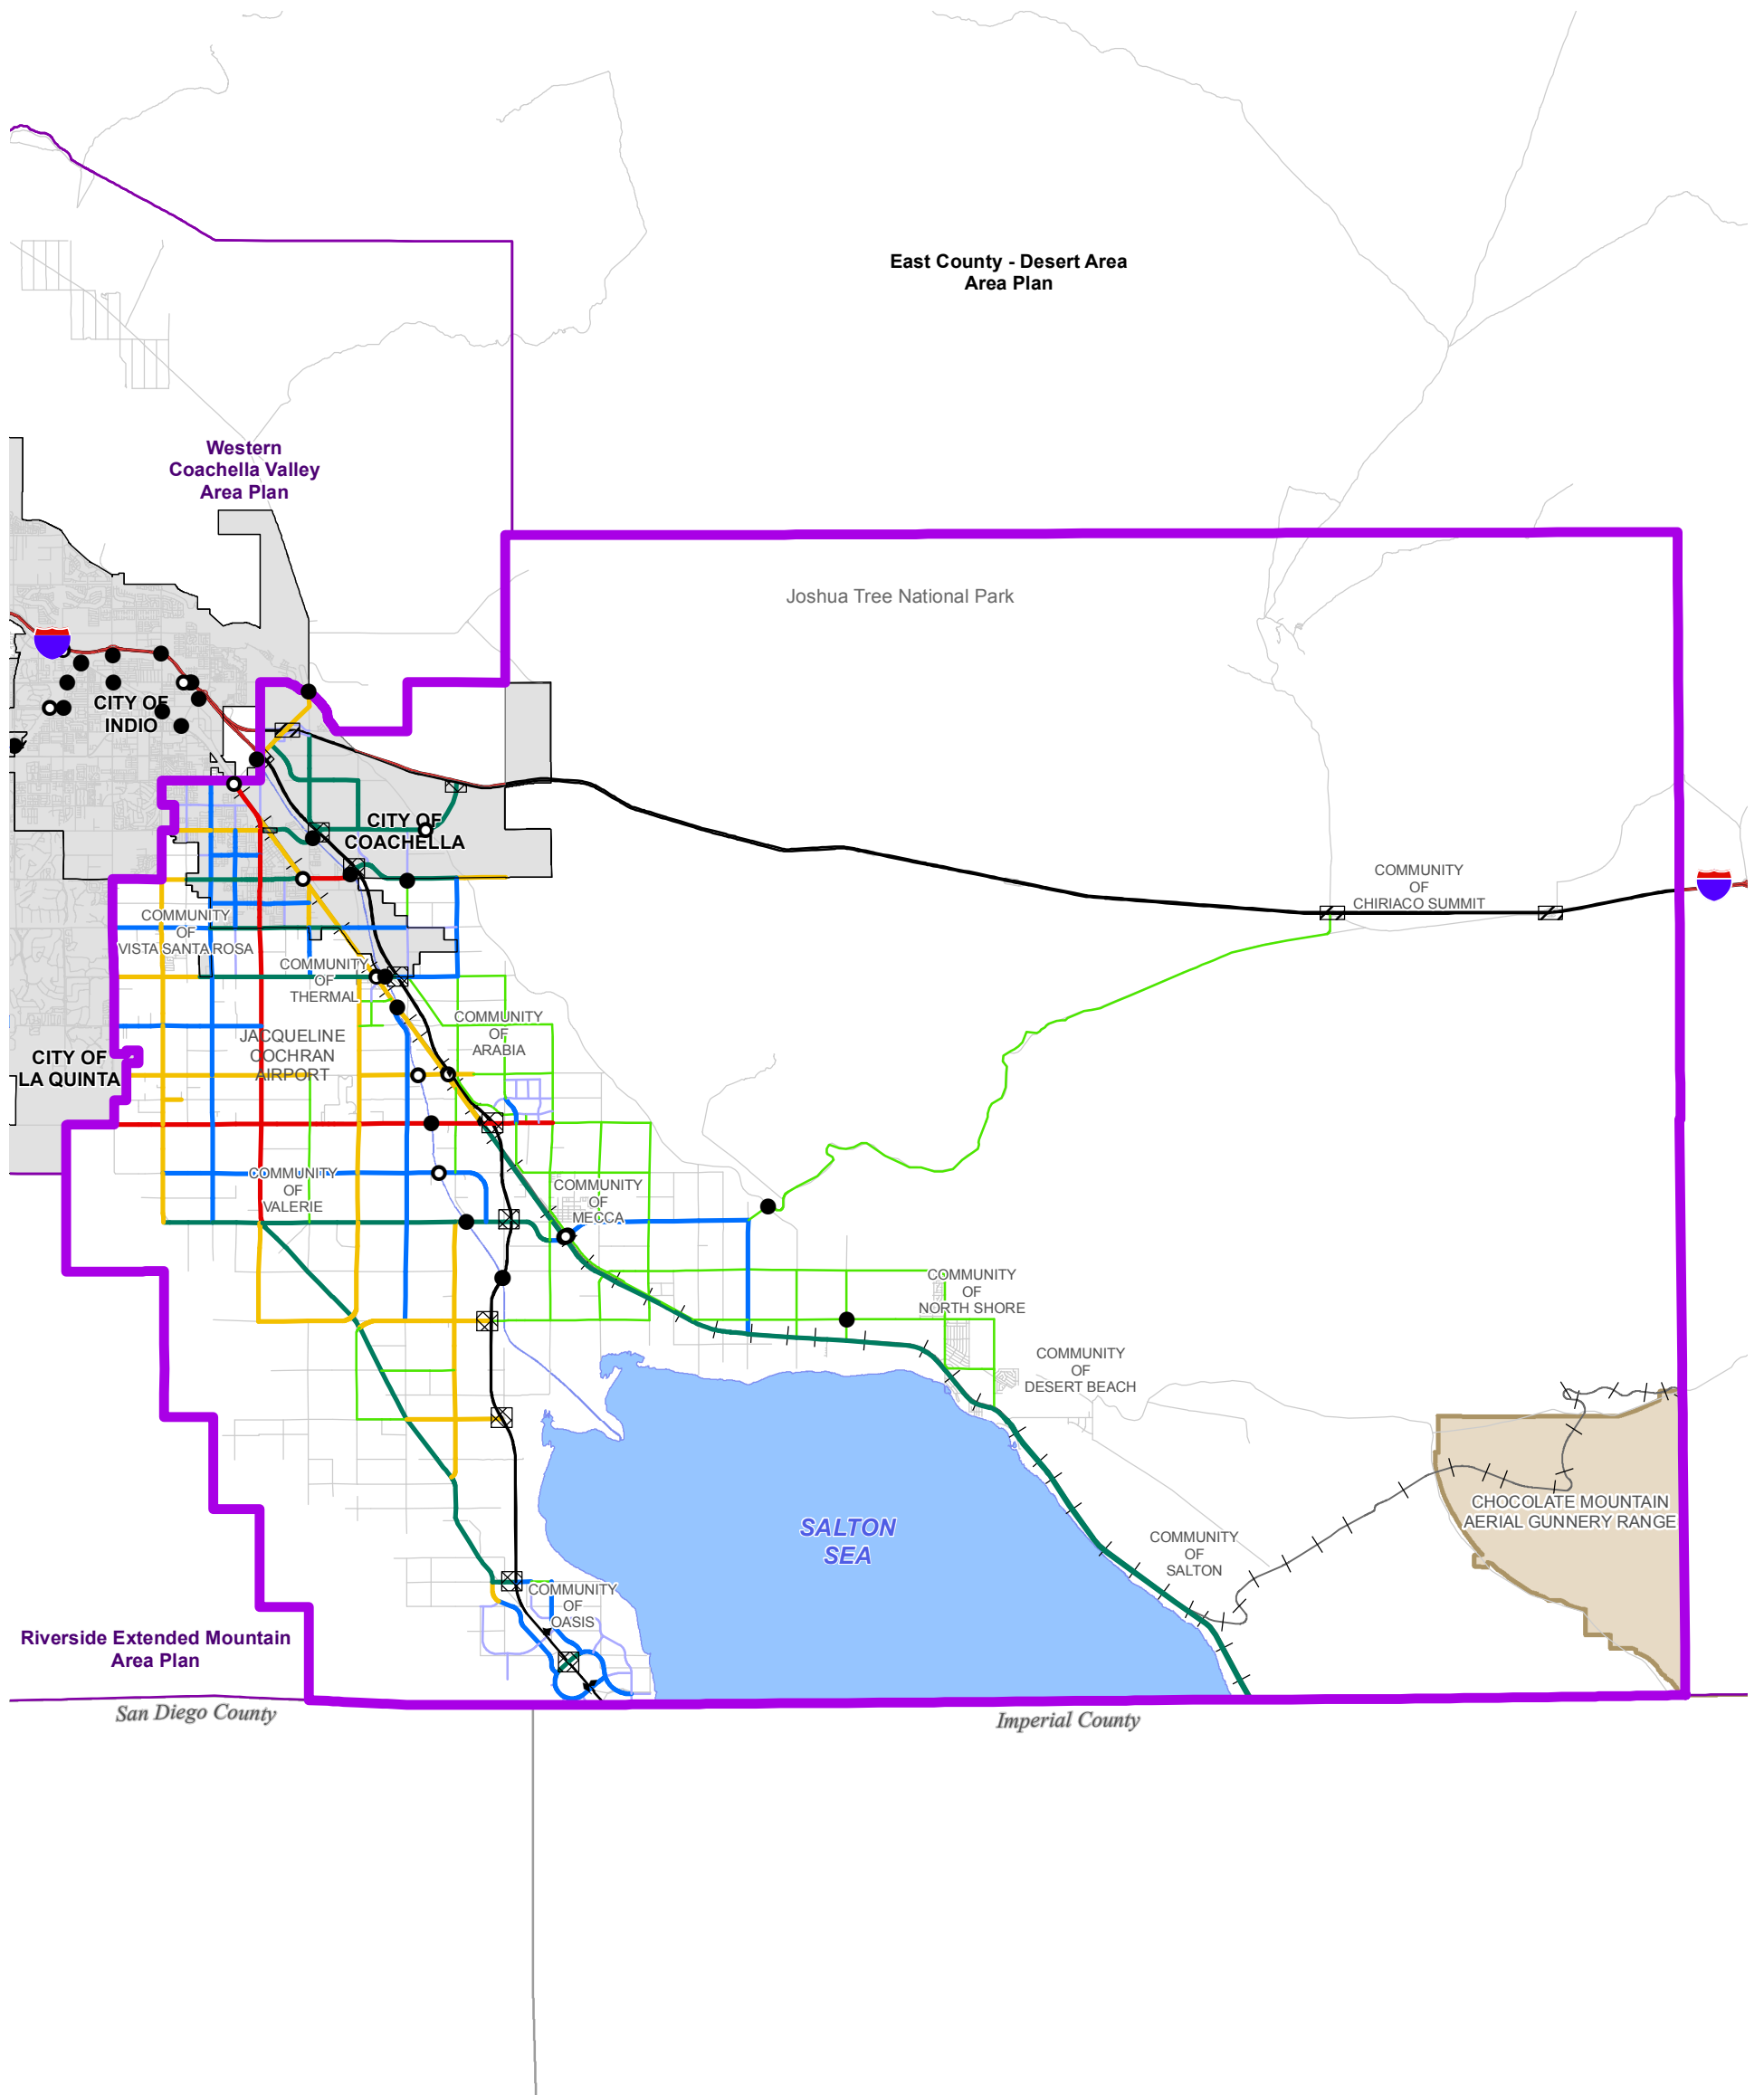 East County - Desert Area
Area Plan
Western
Coachella Valley
Area Plan
Joshua Tree National Park
CITY OF
INDIO
CITY OF
COACHELLA
COMMUNITY
OF
CHIRIACO SUMMIT
COMMUNITY
OF
VISTA SANTA ROSA
COMMUNITY
OF
THERMAL
COMMUNITY
OF
ARABIA
JACQUELINE
COCHRAN
AIRPORT
CITY OF
LA QUINTA
COMMUNITY
OF
VALERIE
COMMUNITY
OF
MECCA
COMMUNITY
OF
NORTH SHORE
COMMUNITY
OF
DESERT BEACH
CHOCOLATE MOUNTAIN
AERIAL GUNNERY RANGE
SALTON
SEA
COMMUNITY
OF
SALTON
COMMUNITY
OF
OASIS
Riverside Extended Mountain
Area Plan
San Diego County
Imperial County